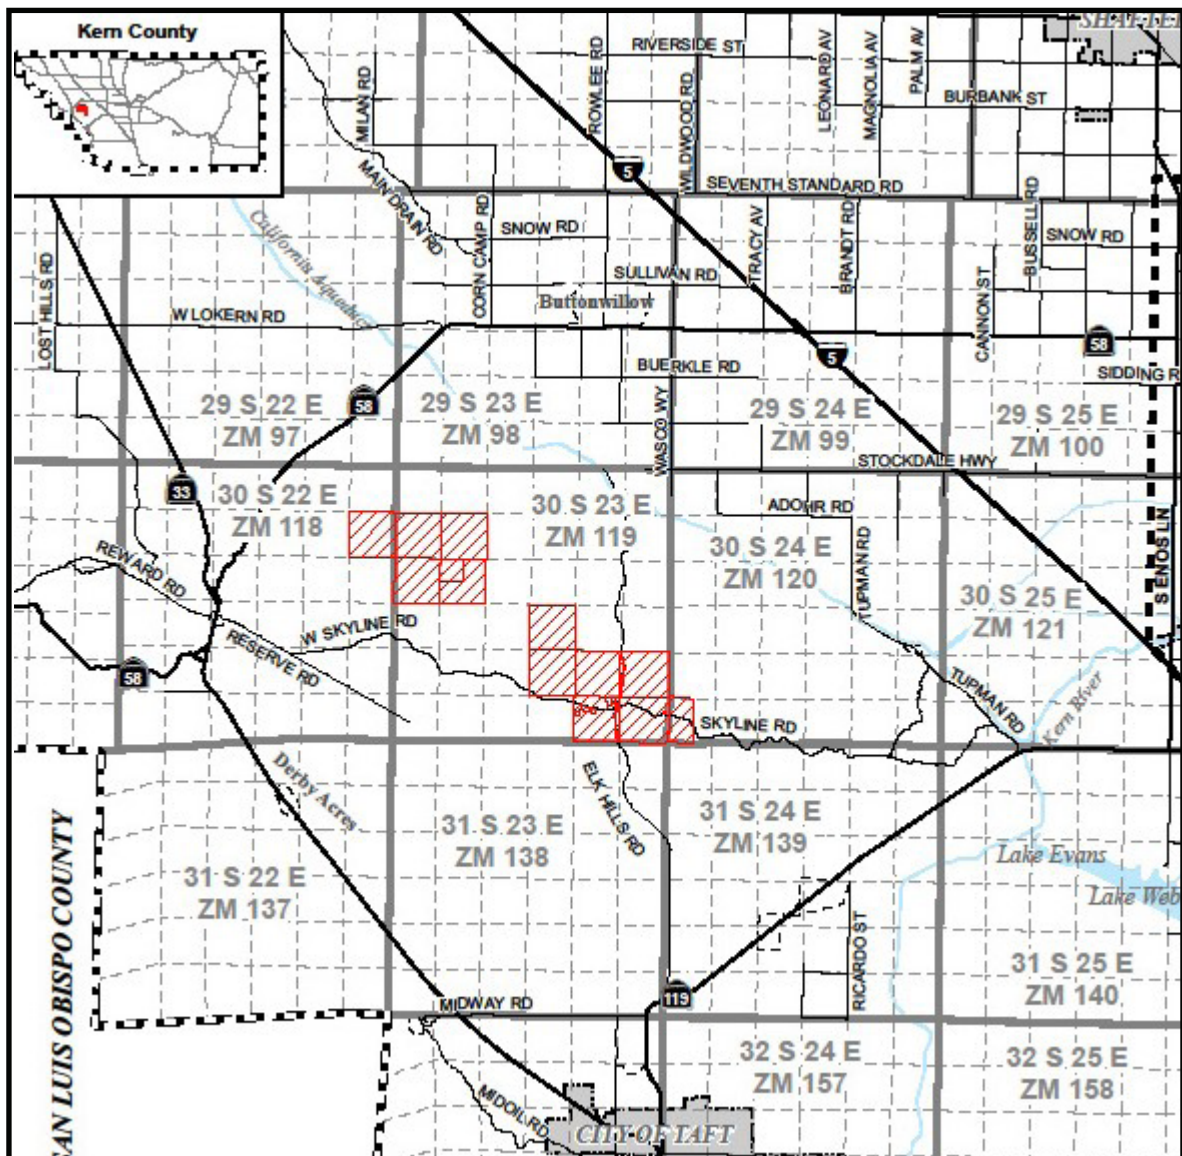 Kern County
SHAFTER
RIVERSIDE ST
ROWLEE RD
WILDWOOD RD
LEONARD AV
MAGNOLIA AV
PALM AV
BURBANK ST
MILAN RD
5
MAIN DRAIN RD
SEVENTH STANDARD RD
California Aquaduct
CORN CAMP RD
SNOW RD
TRACY AV
BRANDT RD
BUSSELL RD
SNOW RD
LOST HILLS RD
SULLIVAN RD
CANNON ST
Buttonwillow
W LOKERN RD
58
5
BUERKLE RD
SIDDING R
WASCO WY
58
29 S 22 E
ZM 97
29 S 23 E
ZM 98
29 S 24 E
ZM 99
29 S 25 E
ZM 100
STOCKDALE HWY
33
30 S 22 E
ZM 118
30 S 23 E
ZM 119
ADOHR RD
30 S 24 E
ZM 120
TUPMAN RD
S ENOS LN
30 S 25 E
ZM 121
REWARD RD
W SKYLINE RD
RESERVE RD
58
TUPMAN RD
Kern River
SKYLINE RD
Derby Acres
ELK HILLS RD
31 S 23 E
ZM 138
31 S 24 E
ZM 139
Lake Evans
Lake Web
31 S 22 E
ZM 137
SAN LUIS OBISPO COUNTY
RICARDO ST
31 S 25 E
ZM 140
119
MIDWAY RD
32 S 24 E
ZM 157
32 S 25 E
ZM 158
MIDOIL RD
CITY OF TAFT